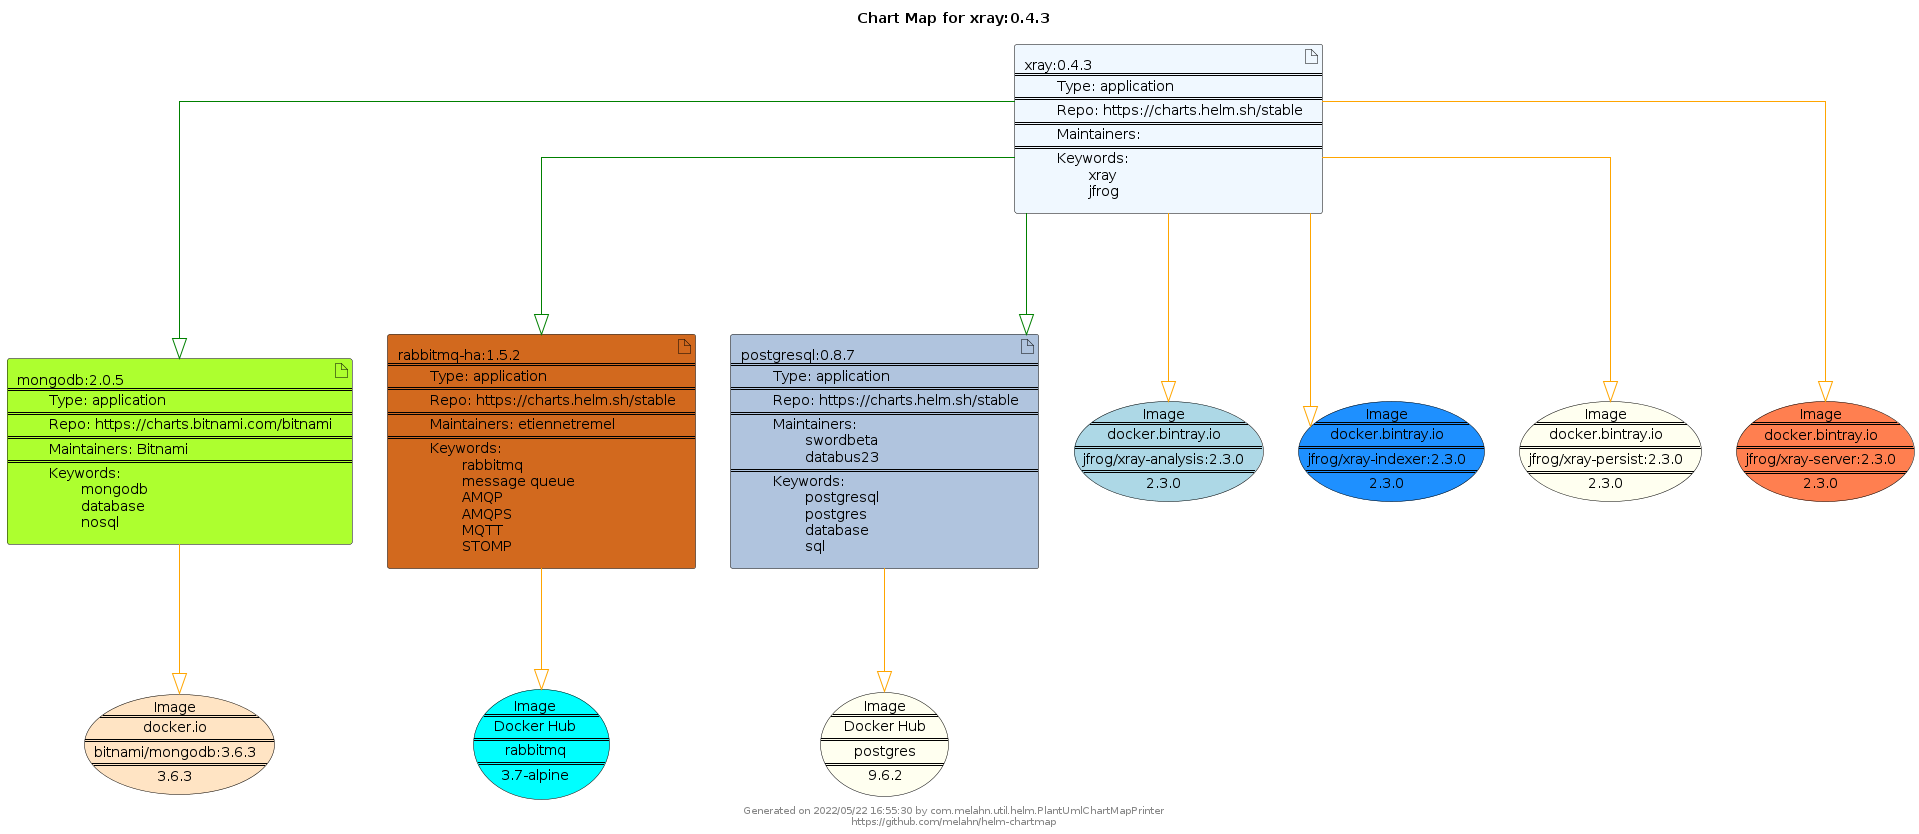 Chart Map for xray:0.4.3
xray:0.4.3
Type: application
Repo: https://charts.helm.sh/stable
Maintainers:
Keywords:
xray
jfrog
mongodb:2.0.5
Type: application
Repo: https://charts.bitnami.com/bitnami
Maintainers: Bitnami
Keywords:
mongodb
database
nosql
rabbitmq-ha:1.5.2
Type: application
Repo: https://charts.helm.sh/stable
Maintainers: etiennetremel
Keywords:
rabbitmq
message queue
AMQP
AMQPS
MQTT
STOMP
postgresql:0.8.7
Type: application
Repo: https://charts.helm.sh/stable
Maintainers:
swordbeta
databus23
Keywords:
postgresql
postgres
database
sql
Image
docker.bintray.io
jfrog/xray-analysis:2.3.0
2.3.0
Image
docker.bintray.io
jfrog/xray-indexer:2.3.0
2.3.0
Image
docker.bintray.io
jfrog/xray-persist:2.3.0
2.3.0
Image
docker.bintray.io
jfrog/xray-server:2.3.0
2.3.0
Image
docker.io
bitnami/mongodb:3.6.3
3.6.3
Image
Docker Hub
rabbitmq
3.7-alpine
Image
Docker Hub
postgres
9.6.2
Generated on 2022/05/22 16:55:30 by com.melahn.util.helm.PlantUmlChartMapPrinter
https://github.com/melahn/helm-chartmap